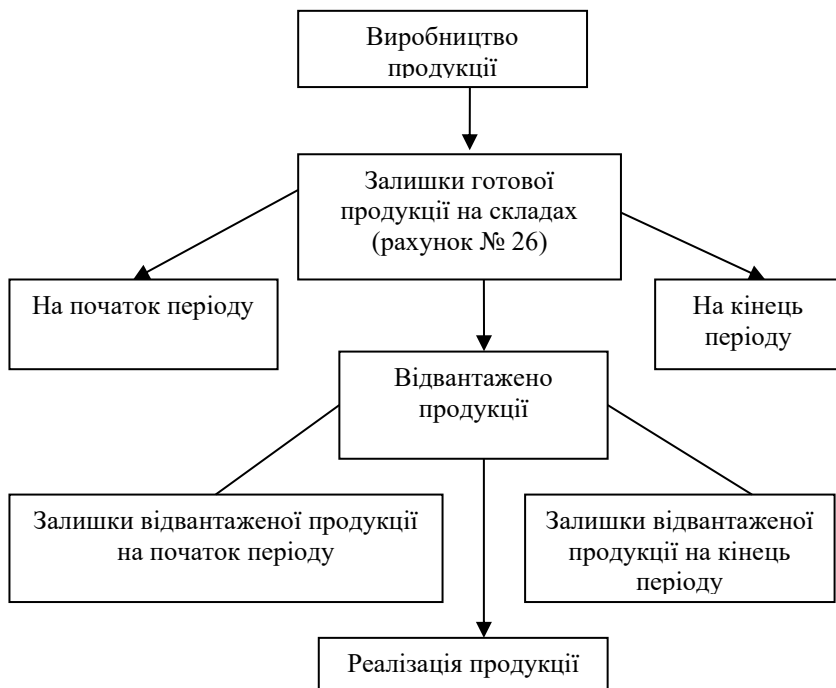 Виробництво
продукції
Залишки готової
продукції на складах
(рахунок № 26)
На початок періоду
На кінець
періоду
Відвантажено
продукції
Залишки відвантаженої продукції
на початок періоду
Залишки відвантаженої
продукції на кінець
періоду
Реалізація продукції